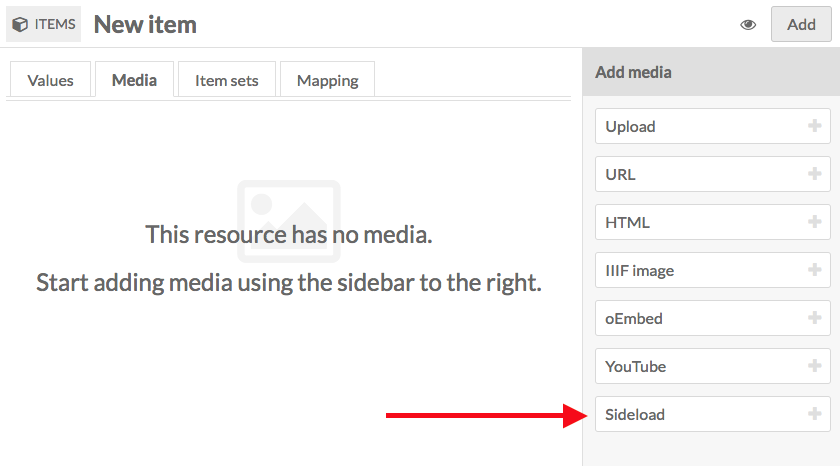 ITEMS New item
Add
Values Media Item sets Mapping
This resource has no media.
Start adding media using the sidebar to the right.
Add media
Upload
URL
HTML
IIIF image
oEmbed
YouTube
Sideload